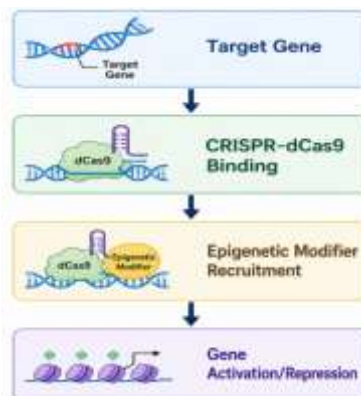 Target Gene
Target
Gene
CRISPR-dCas9
Binding
dCas9
Epigenetic Modifier
Recruitment
dCas9
Epigenetic
Modifier
Gene
Activation/Repression